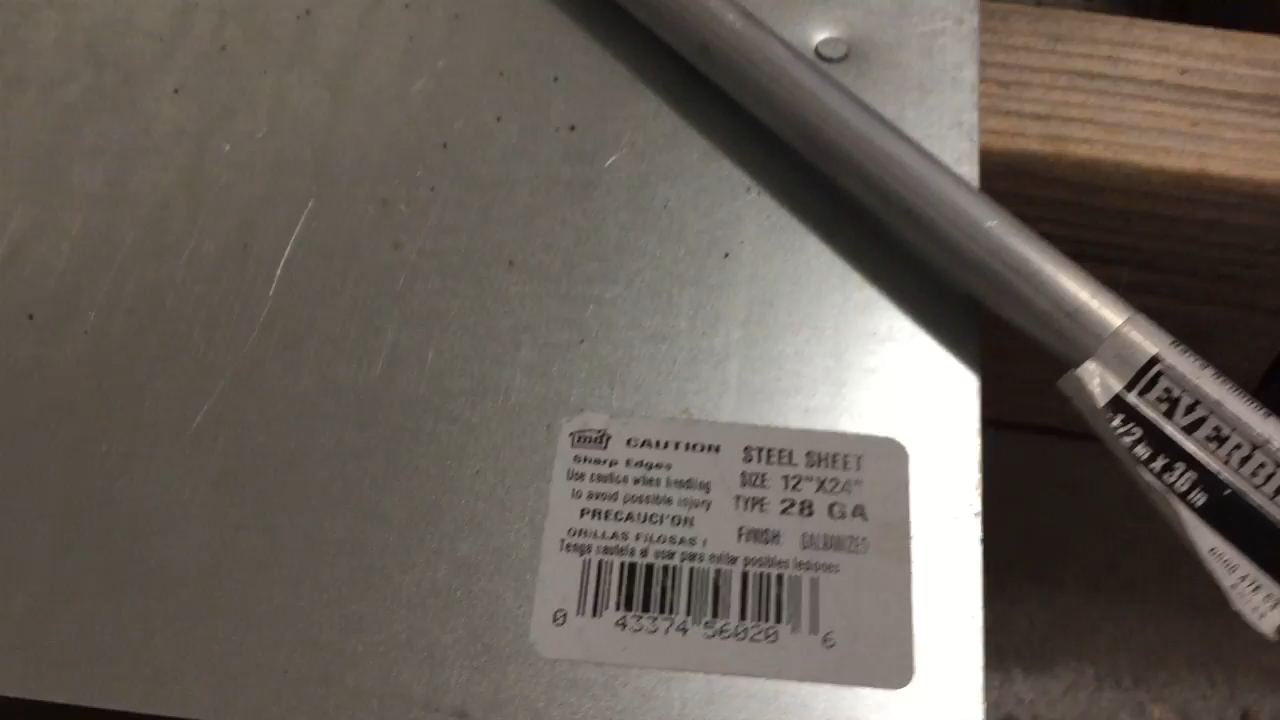 md CAUTION
Sharp Edges
Use caution when handling
to avoid possible injury
PRECAUCI'ON
ORILLAS FILOSAS !
Tenga cautela al usar para evitar posibles lesiones
STEEL SHEET
SIZE: 12"X24"
TYPE: 28 GA
FINISH: GALVANIZED
0 43374 56020 6
EVERBI
1/2 in x 36 in